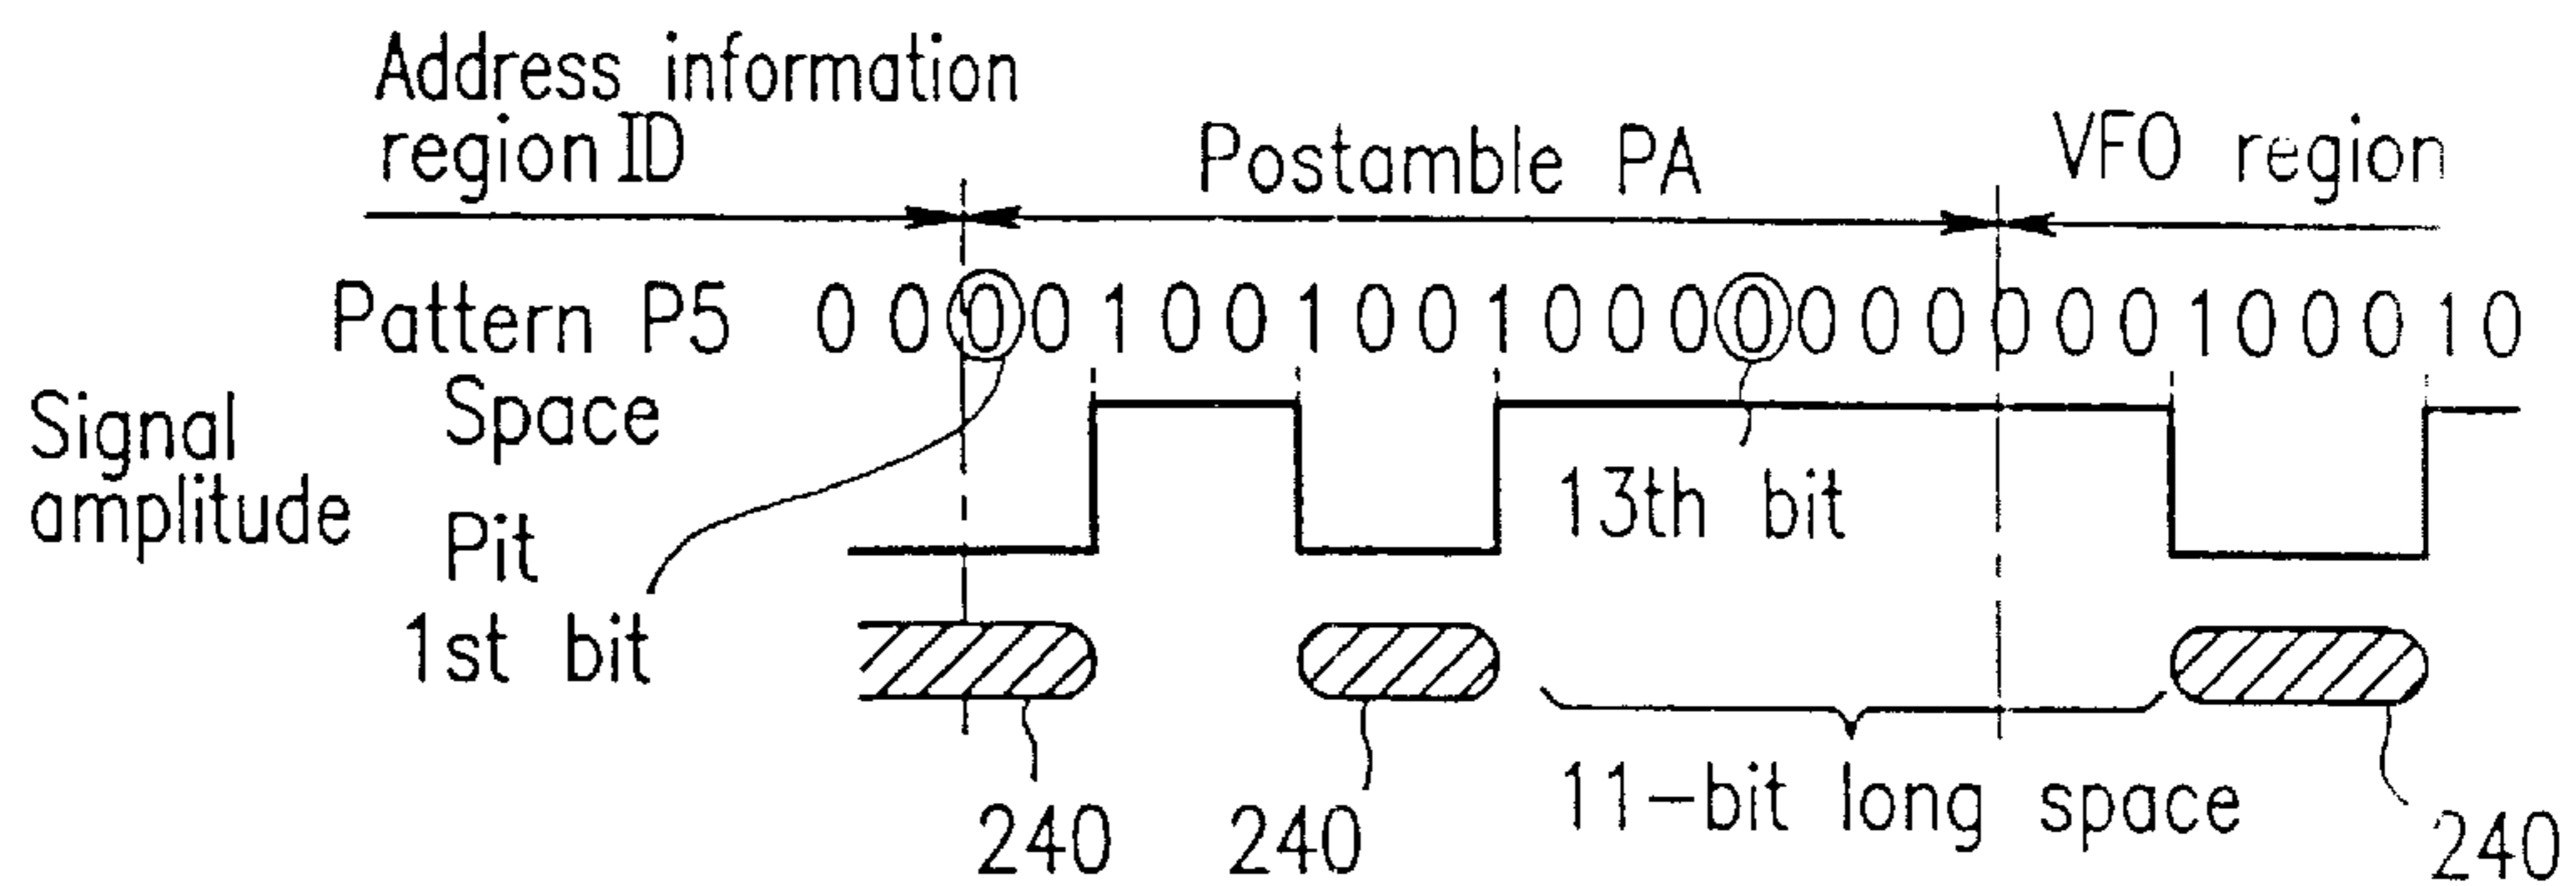 Address information
region ID
Postamble PA
VFO region
Pattern P5 0 0 0 0 1 0 0 1 0 0 1 0 0 0 0 0 0 0 0 0 0 1 0 0 0 1 0
Space
Signal
amplitude
Pit
13th bit
1st bit
11-bit long space
240
240
240